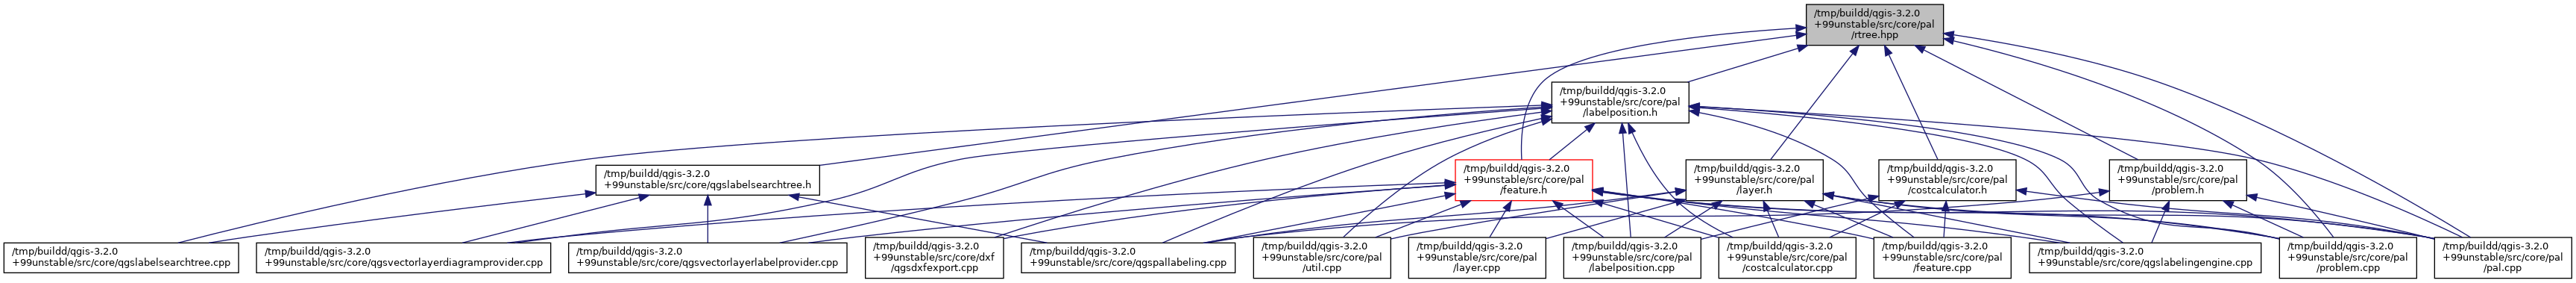 /tmp/buildd/qgis-3.2.0
+99unstable/src/core/pal
/rtree.hpp
/tmp/buildd/qgis-3.2.0
+99unstable/src/core/pal
/labelposition.h
/tmp/buildd/qgis-3.2.0
+99unstable/src/core/qgslabelsearchtree.h
/tmp/buildd/qgis-3.2.0
+99unstable/src/core/pal
/feature.h
/tmp/buildd/qgis-3.2.0
+99unstable/src/core/pal
/layer.h
/tmp/buildd/qgis-3.2.0
+99unstable/src/core/pal
/costcalculator.h
/tmp/buildd/qgis-3.2.0
+99unstable/src/core/pal
/problem.h
/tmp/buildd/qgis-3.2.0
+99unstable/src/core/qgslabelsearchtree.cpp
/tmp/buildd/qgis-3.2.0
+99unstable/src/core/qgsvectorlayerdiagramprovider.cpp
/tmp/buildd/qgis-3.2.0
+99unstable/src/core/qgsvectorlayerlabelprovider.cpp
/tmp/buildd/qgis-3.2.0
+99unstable/src/core/dxf
/qgsdxfexport.cpp
/tmp/buildd/qgis-3.2.0
+99unstable/src/core/qgspallabeling.cpp
/tmp/buildd/qgis-3.2.0
+99unstable/src/core/pal
/util.cpp
/tmp/buildd/qgis-3.2.0
+99unstable/src/core/pal
/layer.cpp
/tmp/buildd/qgis-3.2.0
+99unstable/src/core/pal
/labelposition.cpp
/tmp/buildd/qgis-3.2.0
+99unstable/src/core/pal
/costcalculator.cpp
/tmp/buildd/qgis-3.2.0
+99unstable/src/core/pal
/feature.cpp
/tmp/buildd/qgis-3.2.0
+99unstable/src/core/qgslabelingengine.cpp
/tmp/buildd/qgis-3.2.0
+99unstable/src/core/pal
/problem.cpp
/tmp/buildd/qgis-3.2.0
+99unstable/src/core/pal
/pal.cpp